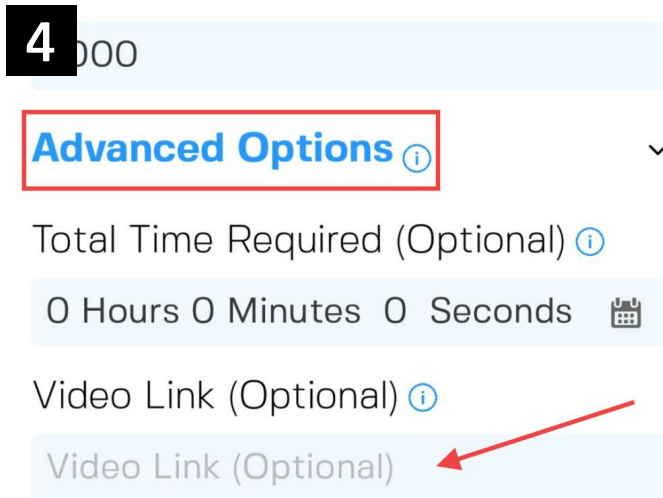 4
000
Advanced Options
Total Time Required (Optional)
0 Hours 0 Minutes 0 Seconds
Video Link (Optional)
Video Link (Optional)